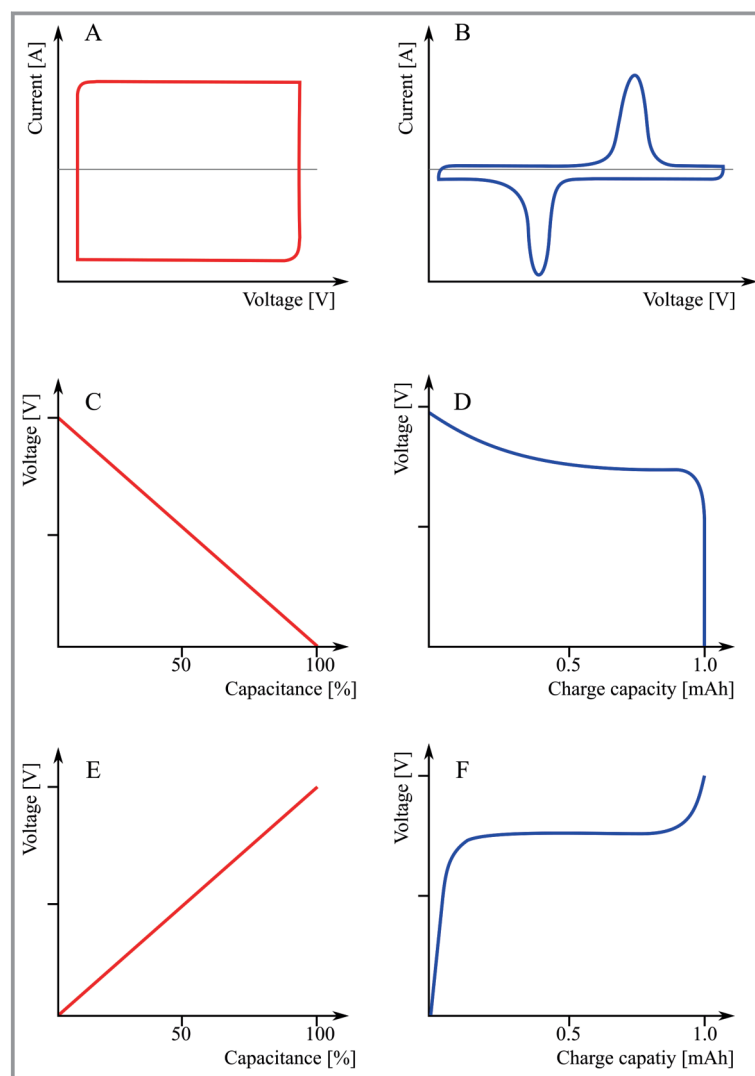 A
Current [A]
Voltage [V]
B
Current [A]
Voltage [V]
C
Voltage [V]
50
100
Capacitance [%]
D
Voltage [V]
0.5
1.0
Charge capacity [mAh]
E
Voltage [V]
50
100
Capacitance [%]
F
Voltage [V]
0.5
1.0
Charge capatiy [mAh]